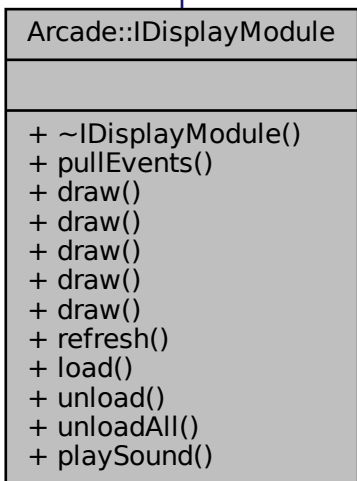 Arcade::IDisplayModule
+ ~IDisplayModule()
+ pullEvents()
+ draw()
+ draw()
+ draw()
+ draw()
+ draw()
+ refresh()
+ load()
+ unload()
+ unloadAll()
+ playSound()